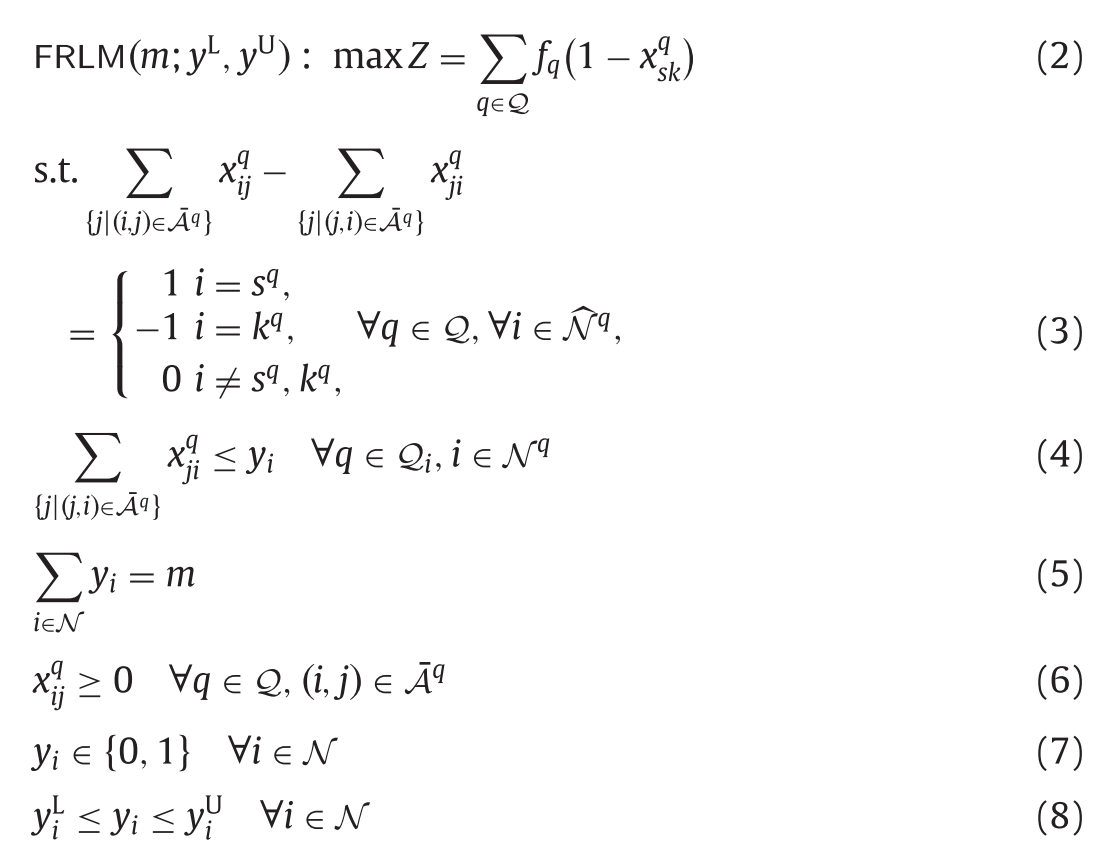 FRLM(m; y^L, y^U) : max Z = ∑_{q∈𝒬} f_q(1 − x^q_{sk}) (2)
s.t. ∑_{{j|(i,j)∈𝒜̄^q}} x^q_{ij} − ∑_{{j|(j,i)∈𝒜̄^q}} x^q_{ji}
= { 1 i = s^q,
−1 i = k^q, ∀q ∈ 𝒬, ∀i ∈ 𝒩̂^q, (3)
0 i ≠ s^q, k^q,
∑_{{j|(j,i)∈𝒜̄^q}} x^q_{ji} ≤ y_i ∀q ∈ 𝒬_i, i ∈ 𝒩^q (4)
∑_{i∈𝒩} y_i = m (5)
x^q_{ij} ≥ 0 ∀q ∈ 𝒬, (i, j) ∈ 𝒜̄^q (6)
y_i ∈ {0, 1} ∀i ∈ 𝒩 (7)
y^L_i ≤ y_i ≤ y^U_i ∀i ∈ 𝒩 (8)